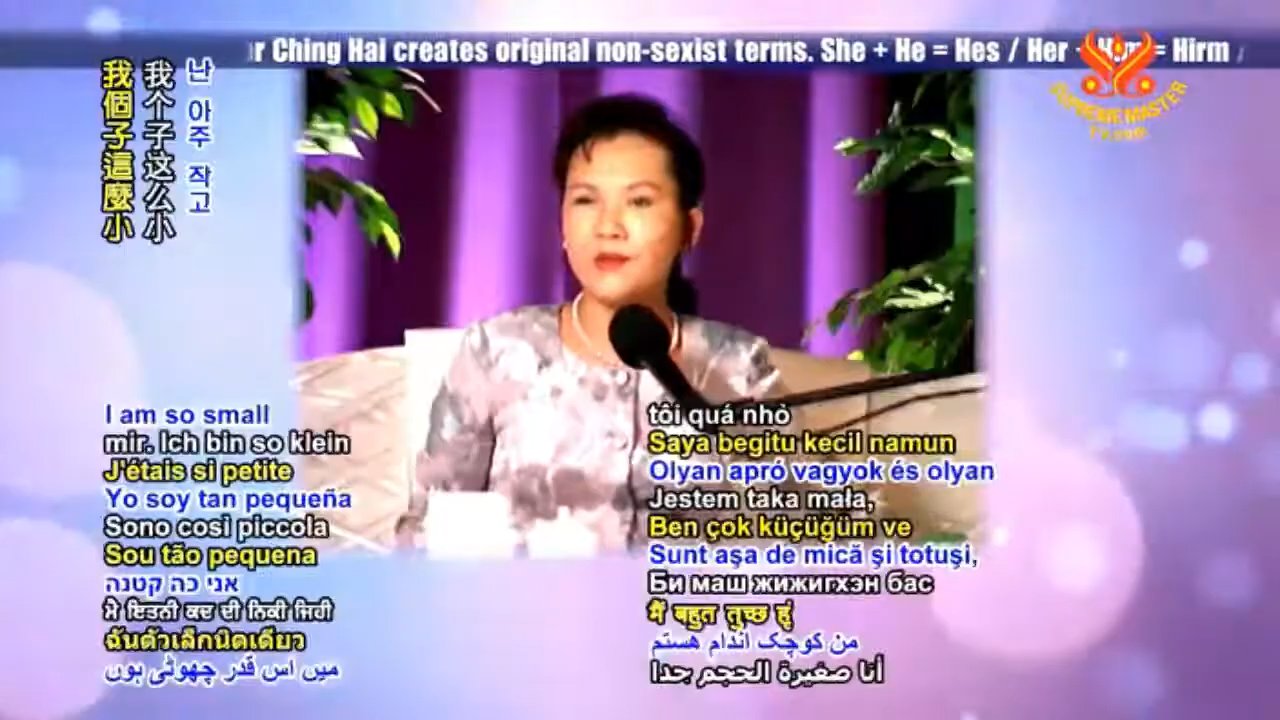 r Ching Hai creates original non-sexist terms. She + He = Hes / Her + Him = Hirm /
SUPREME MASTER
TV.com
난 아주 작고
我个子这么小
我個子這麼小
I am so small
mir. Ich bin so klein
J'étais si petite
Yo soy tan pequeña
Sono così piccola
Sou tão pequena
אני כה קטנה
ਮੈ ਇਤਨੀ ਕਦ ਦੀ ਨਿਕੀ ਜਿਹੀ
ฉันตัวเล็กนิดเดียว
میں اس قدر چھوٹی ہوں
tôi quá nhỏ
Saya begitu kecil namun
Olyan apró vagyok és olyan
Jestem taka mała,
Ben çok küçüğüm ve
Sunt aşa de mică şi totuşi,
Би маш жижигхэн бас
मैं बहुत तुच्छ हूं
من کوچک اندام هستم
أنا صغيرة الحجم جدا